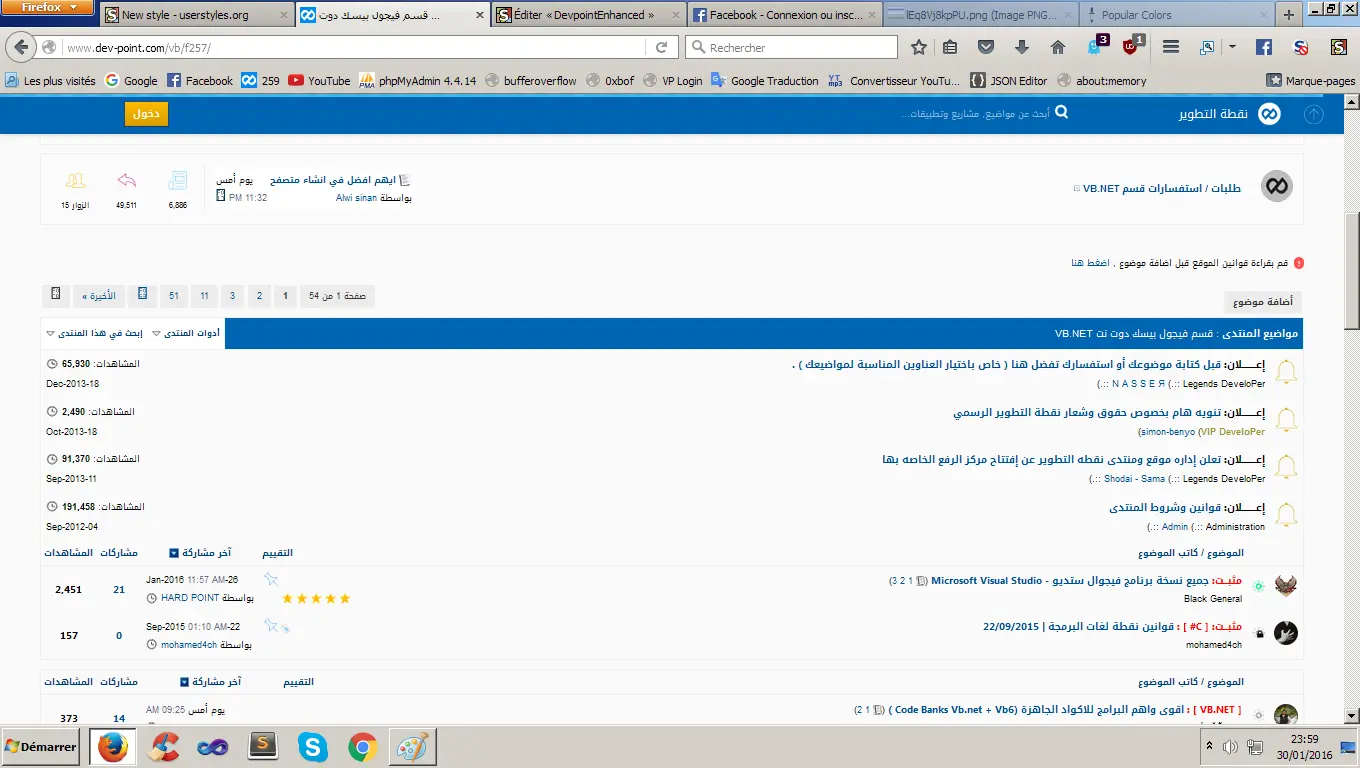 Firefox
New style - userstyles.org
قسم فيجول بيسك دوت ...
Éditer « DevpointEnhanced »
Facebook - Connexion ou insc...
lEq8Vj8kpPU.png (Image PNG...
Popular Colors
www.dev-point.com/vb/f257/
Rechercher
3
1
Les plus visités
Google
Facebook
259
YouTube
phpMyAdmin 4.4.14
bufferoverflow
0xbof
VP Login
Google Traduction
Convertisseur YouTu...
JSON Editor
about:memory
Marque-pages
نقطة التطوير
أبحث عن مواضيع, مشاريع وتطبيقات...
دخول
طلبات / استفسارات قسم VB.NET
ايهم افضل في انشاء متصفح
يوم أمس
بواسطة Alwi sinan
11:32 PM
6,886
49,511
الزوار 15
قم بقراءة قوانين الموقع قبل اضافة موضوع , اضغط هنا
أضافة موضوع
صفحة 1 من 54
1
2
3
11
51
الأخيرة »
مواضيع المنتدى : قسم فيجول بيسك دوت نت VB.NET
أدوات المنتدى
إبحث في هذا المنتدى
إعـــــلان: قبل كتابة موضوعك أو استفسارك تفضل هنا ( خاص باختيار العناوين المناسبة لمواضيعك ) .
المشاهدات: 65,930
N A S S E Я (.:: Legends DeveloPer ::.)
18-Dec-2013
إعـــــلان: تنويه هام بخصوص حقوق وشعار نقطة التطوير الرسمي
المشاهدات: 2,490
simon-benyo (VIP DeveloPer)
18-Oct-2013
إعـــــلان: تعلن إداره موقع ومنتدى نقطه التطوير عن إفتتاح مركز الرفع الخاصه بها
المشاهدات: 91,370
Shodai - Sama (.:: Legends DeveloPer ::.)
11-Sep-2013
إعـــــلان: قوانين وشروط المنتدى
المشاهدات: 191,458
Admin (.:: Administration ::.)
04-Sep-2012
الموضوع / كاتب الموضوع
التقييم
آخر مشاركة
مشاركات
المشاهدات
مثبــت: جميع نسخة برنامج فيجوال ستديو - Microsoft Visual Studio (1 2 3)
Black General
26-Jan-2016 11:57 AM
بواسطة HARD POINT
21
2,451
مثبــت: [ C# ] : قوانين نقطة لغات البرمجة | 22/09/2015
mohamed4ch
22-Sep-2015 01:10 AM
بواسطة mohamed4ch
0
157
الموضوع / كاتب الموضوع
التقييم
آخر مشاركة
مشاركات
المشاهدات
[ VB.NET ] : اقوى واهم البرامج للاكواد الجاهزة (Code Banks Vb.net + Vb6 ) (1 2)
يوم أمس 09:25 AM
14
373
Démarrer
23:59
30/01/2016